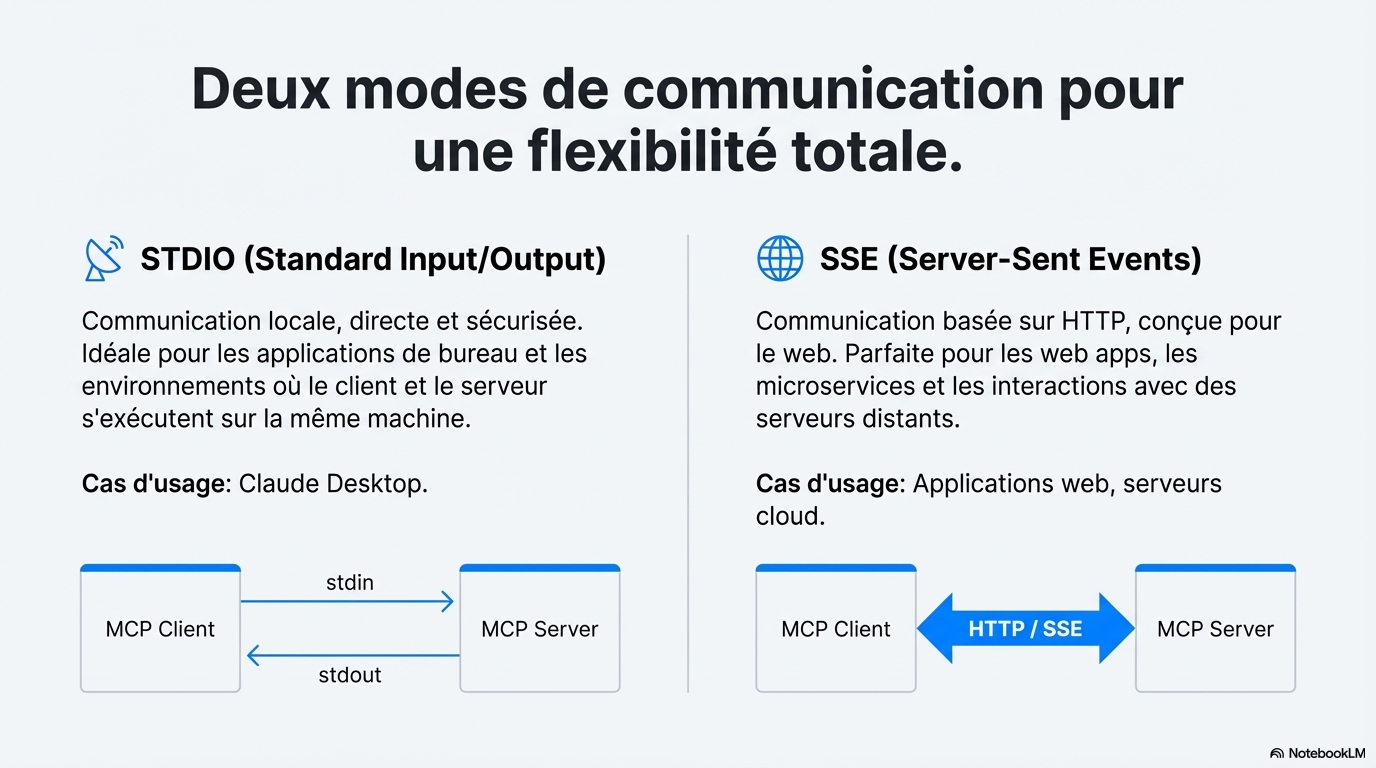 Deux modes de communication pour
une flexibilité totale.
STDIO (Standard Input/Output)
Communication locale, directe et sécurisée.
Idéale pour les applications de bureau et les
environnements où le client et le serveur
s'exécutent sur la même machine.
Cas d'usage: Claude Desktop.
MCP Client
stdin
stdout
MCP Server
SSE (Server-Sent Events)
Communication basée sur HTTP, conçue pour
le web. Parfaite pour les web apps, les
microservices et les interactions avec des
serveurs distants.
Cas d'usage: Applications web, serveurs
cloud.
MCP Client
HTTP / SSE
MCP Server
NotebookLM